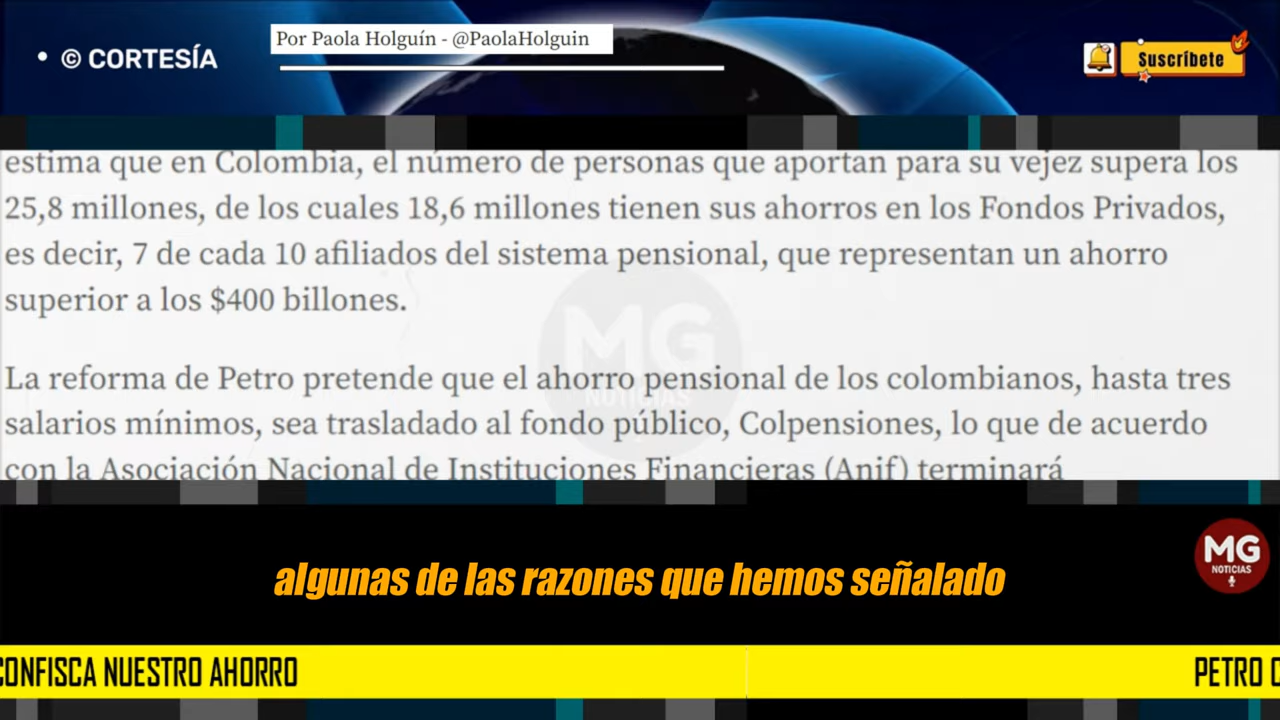 • © CORTESÍA
Por Paola Holguín - @PaolaHolguin
Suscríbete
estima que en Colombia, el número de personas que aportan para su vejez supera los
25,8 millones, de los cuales 18,6 millones tienen sus ahorros en los Fondos Privados,
es decir, 7 de cada 10 afiliados del sistema pensional, que representan un ahorro
superior a los $400 billones.
La reforma de Petro pretende que el ahorro pensional de los colombianos, hasta tres
salarios mínimos, sea trasladado al fondo público, Colpensiones, lo que de acuerdo
con la Asociación Nacional de Instituciones Financieras (Anif) terminará
MG
NOTICIAS
algunas de las razones que hemos señalado
MG
NOTICIAS
CONFISCA NUESTRO AHORRO
PETRO C